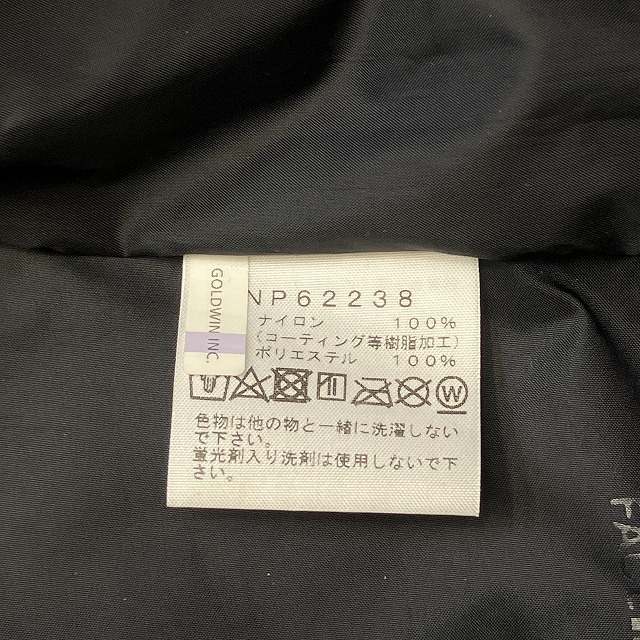 GOLDWIN INC.
NP62238
ナイロン 100%
(コーティング等樹脂加工)
ポリエステル 100%
W
色物は他の物と一緒に洗濯しない
で下さい。
蛍光剤入り洗剤は使用しないで下
さい。